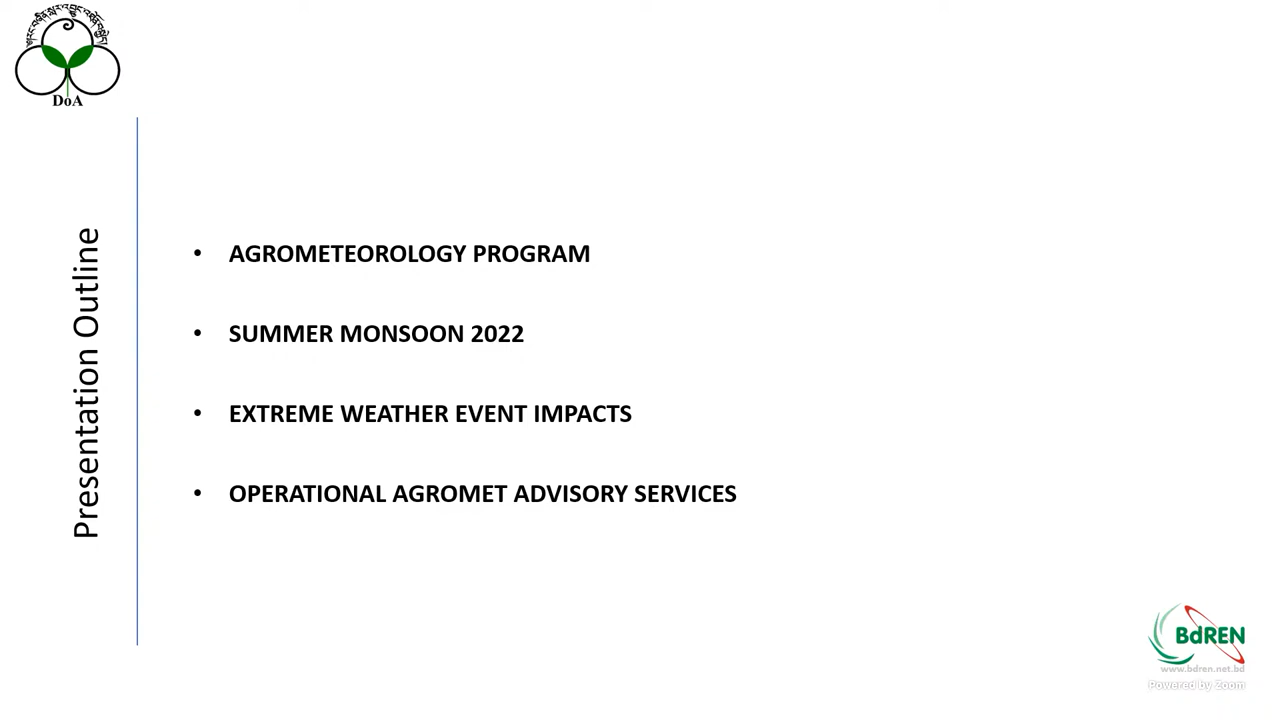 DoA
Presentation Outline
• AGROMETEOROLOGY PROGRAM
• SUMMER MONSOON 2022
• EXTREME WEATHER EVENT IMPACTS
• OPERATIONAL AGROMET ADVISORY SERVICES
BdREN
www.bdren.net.bd
Powered by Zoom